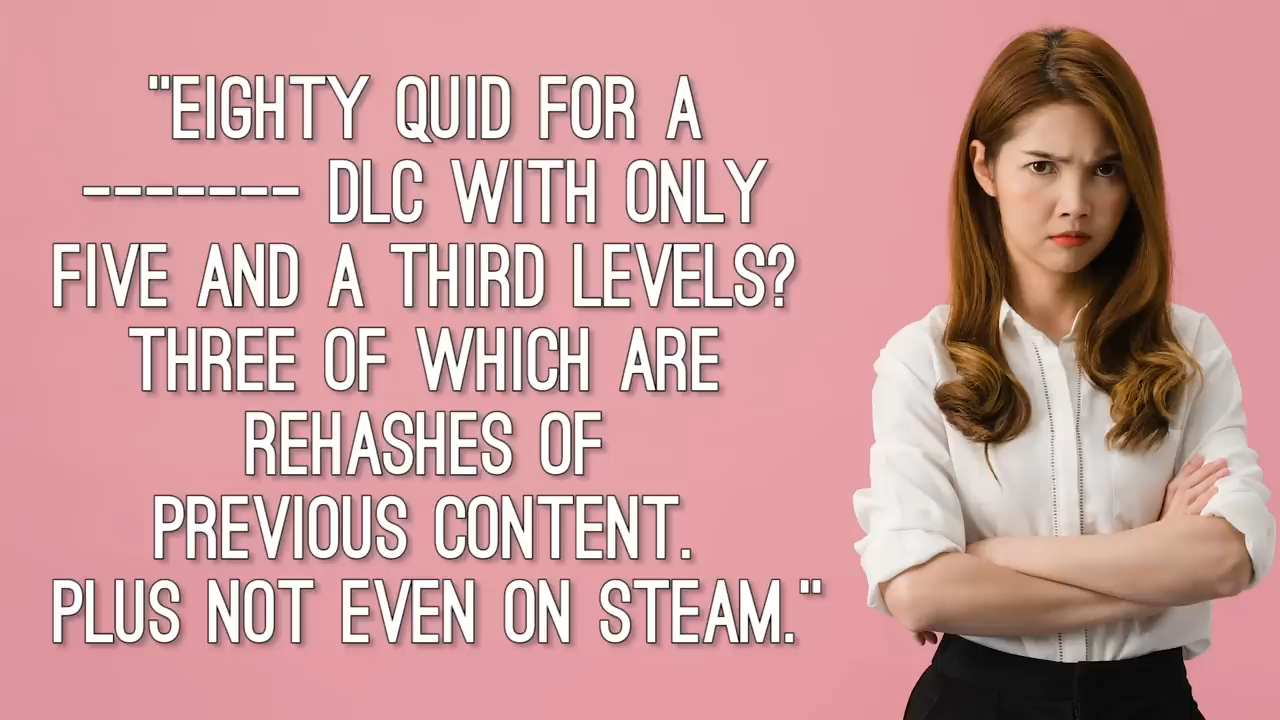 "EIGHTY QUID FOR A
------- DLC WITH ONLY
FIVE AND A THIRD LEVELS?
THREE OF WHICH ARE
REHASHES OF
PREVIOUS CONTENT.
PLUS NOT EVEN ON STEAM."